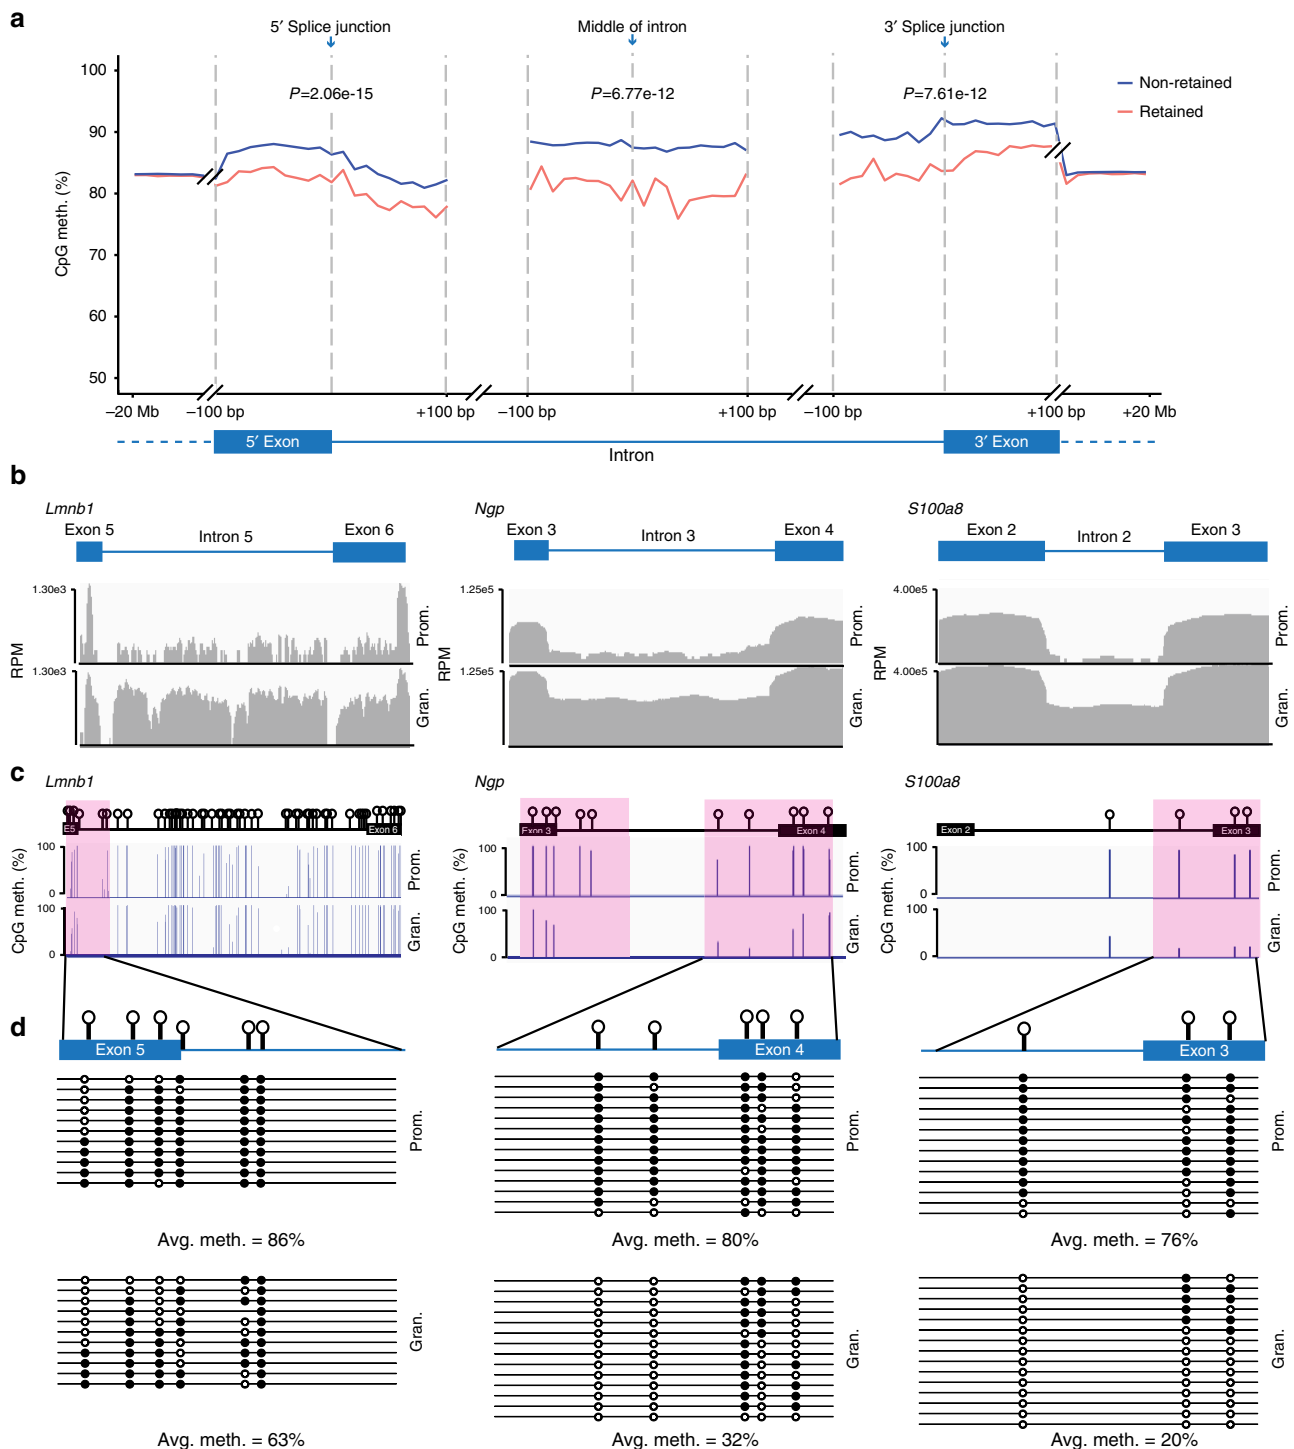 a
5′ Splice junction
Middle of intron
3′ Splice junction
100
90
80
70
60
50
CpG meth. (%)
P=2.06e-15
P=6.77e-12
P=7.61e-12
Non-retained
Retained
–20 Mb
–100 bp
+100 bp
–100 bp
+100 bp
–100 bp
+100 bp
+20 Mb
5′ Exon
Intron
3′ Exon
b
Lmnb1
Exon 5
Intron 5
Exon 6
1.30e3
1.30e3
RPM
Prom.
Gran.
Ngp
Exon 3
Intron 3
Exon 4
1.25e5
1.25e5
RPM
Prom.
Gran.
S100a8
Exon 2
Intron 2
Exon 3
4.00e5
4.00e5
RPM
Prom.
Gran.
c
Lmnb1
E5
Exon 6
100
0
100
0
CpG meth. (%)
Prom.
Gran.
Ngp
Exon 3
Exon 4
100
0
100
0
CpG meth. (%)
Prom.
Gran.
S100a8
Exon 2
Exon 3
100
0
100
0
CpG meth. (%)
Prom.
Gran.
d
Exon 5
Prom.
Avg. meth. = 86%
Gran.
Avg. meth. = 63%
Exon 4
Prom.
Avg. meth. = 80%
Gran.
Avg. meth. = 32%
Exon 3
Prom.
Avg. meth. = 76%
Gran.
Avg. meth. = 20%